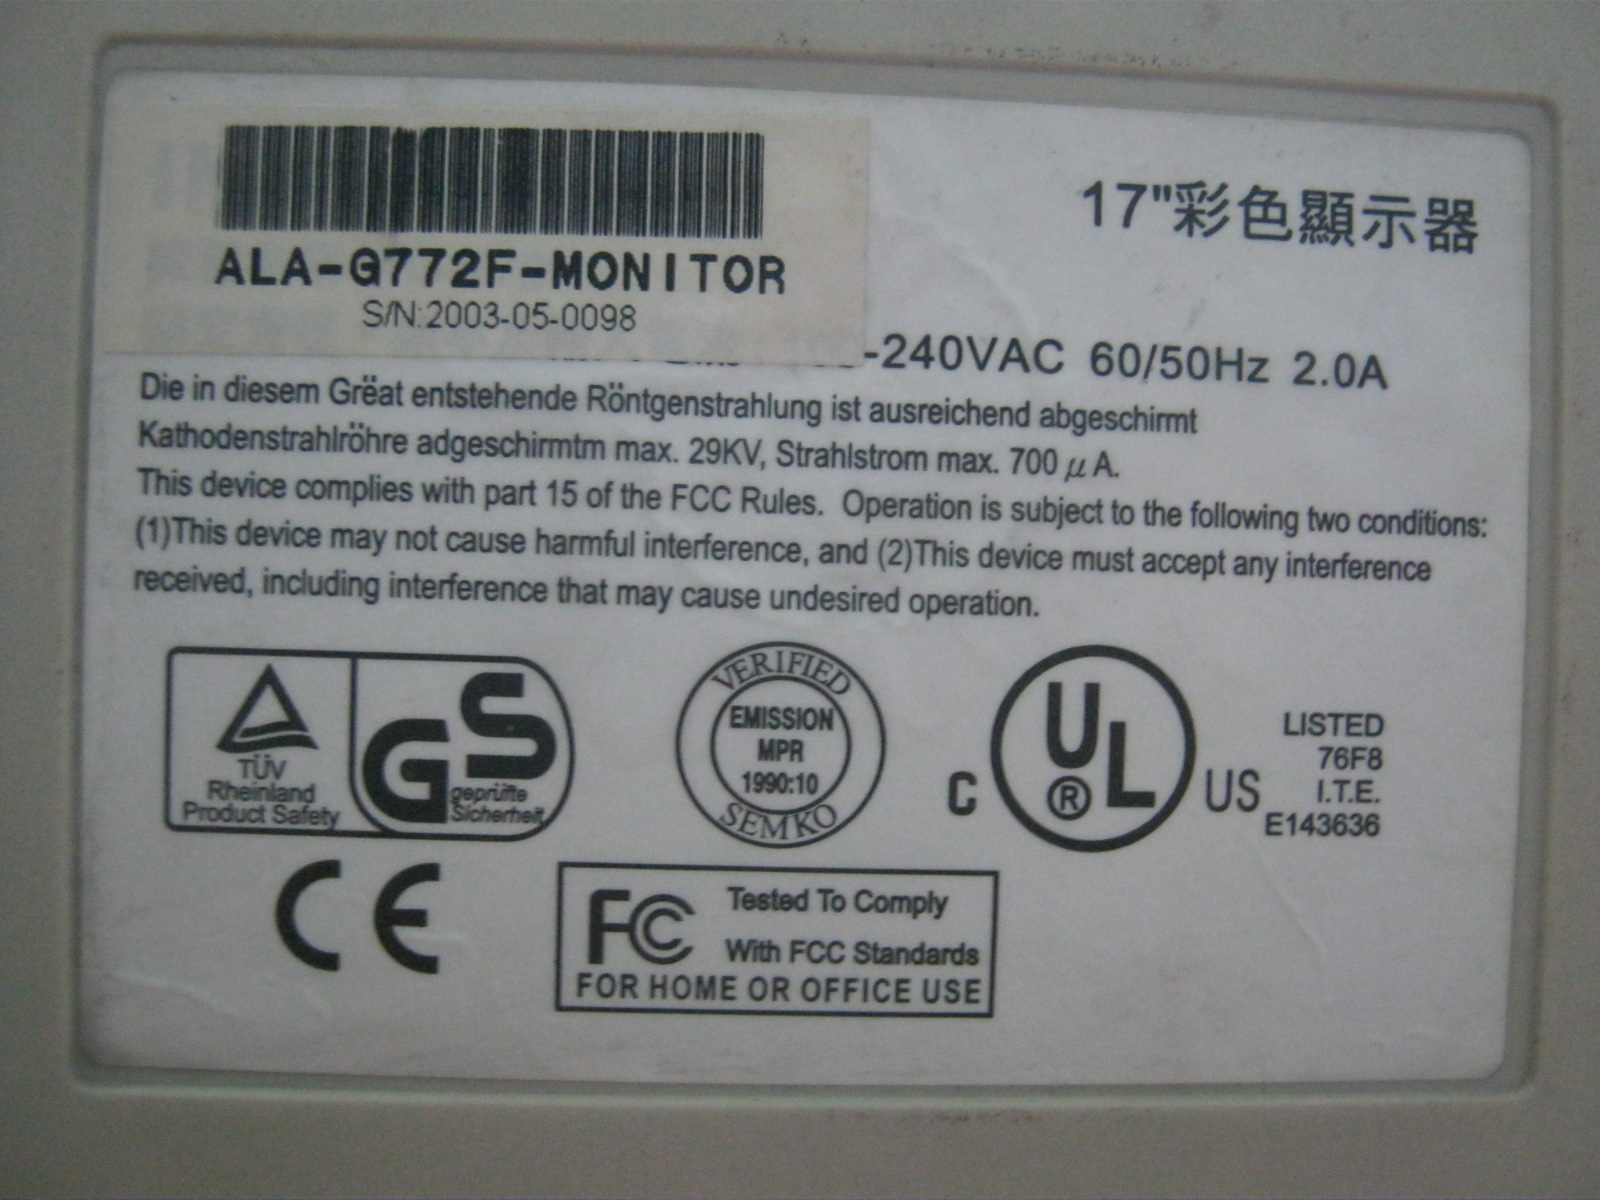 ALA-G772F-MONITOR
S/N:2003-05-0098
17"彩色顯示器
-240VAC 60/50Hz 2.0A
Die in diesem Grëat entstehende Röntgenstrahlung ist ausreichend abgeschirmt
Kathodenstrahlröhre adgeschirmtm max. 29KV, Strahlstrom max. 700 μ A.
This device complies with part 15 of the FCC Rules. Operation is subject to the following two conditions:
(1)This device may not cause harmful interference, and (2)This device must accept any interference
received, including interference that may cause undesired operation.
TÜV
Rheinland
Product Safety
GS
geprüfte
Sicherheit
VERIFIED
EMISSION
MPR
1990:10
SEMKO
C UL® US
LISTED
76F8
I.T.E.
E143636
CE
FC
Tested To Comply
With FCC Standards
FOR HOME OR OFFICE USE